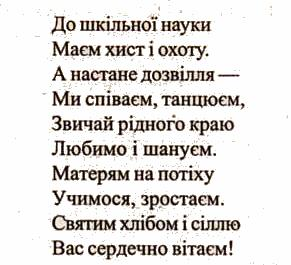 До шкільної науки
Маєм хист і охоту.
А настане дозвілля —
Ми співаєм, танцюєм,
Звичай рідного краю
Любимо і шануєм.
Матерям на потіху
Учимося, зростаєм.
Святим хлібом і сіллю
Вас сердечно вітаєм!